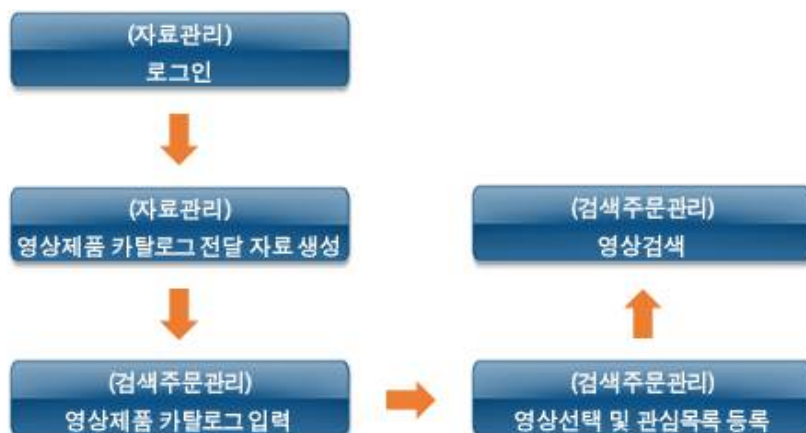 (자료관리)
로그인
(자료관리)
영상제품 카탈로그 전달 자료 생성
(검색주문관리)
영상제품 카탈로그 입력
(검색주문관리)
영상선택 및 관심목록 등록
(검색주문관리)
영상검색